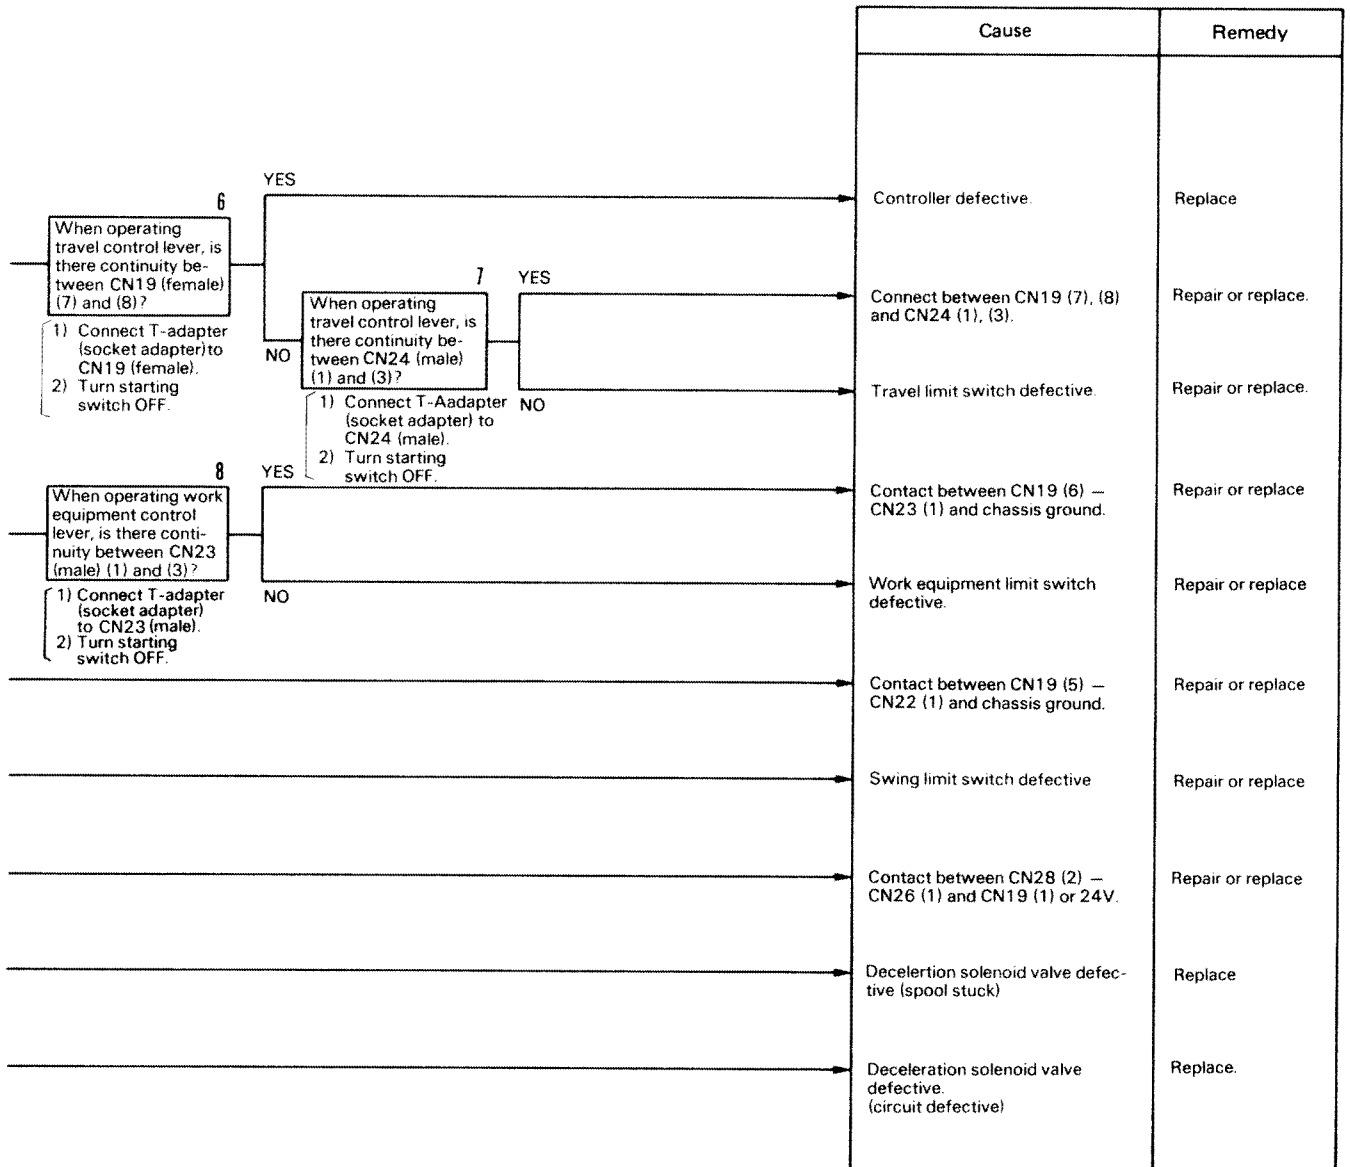 Cause
Remedy
YES
6
When operating
travel control lever, is
there continuity be-
tween CN19 (female)
(7) and (8)?
1) Connect T-adapter
(socket adapter)to
CN19 (female).
2) Turn starting
switch OFF.
Controller defective.
Replace
NO
7
When operating
travel control lever, is
there continuity be-
tween CN24 (male)
(1) and (3)?
1) Connect T-Aadapter
(socket adapter) to
CN24 (male).
2) Turn starting
switch OFF.
YES
Connect between CN19 (7), (8)
and CN24 (1), (3).
Repair or replace.
NO
Travel limit switch defective.
Repair or replace.
8
When operating work
equipment control
lever, is there conti-
nuity between CN23
(male) (1) and (3)?
1) Connect T-adapter
(socket adapter)
to CN23 (male).
2) Turn starting
switch OFF.
YES
Contact between CN19 (6) —
CN23 (1) and chassis ground.
Repair or replace
NO
Work equipment limit switch
defective.
Repair or replace
Contact between CN19 (5) —
CN22 (1) and chassis ground.
Repair or replace
Swing limit switch defective
Repair or replace
Contact between CN28 (2) —
CN26 (1) and CN19 (1) or 24V.
Repair or replace
Decelertion solenoid valve defec-
tive (spool stuck)
Replace
Deceleration solenoid valve
defective.
(circuit defective)
Replace.